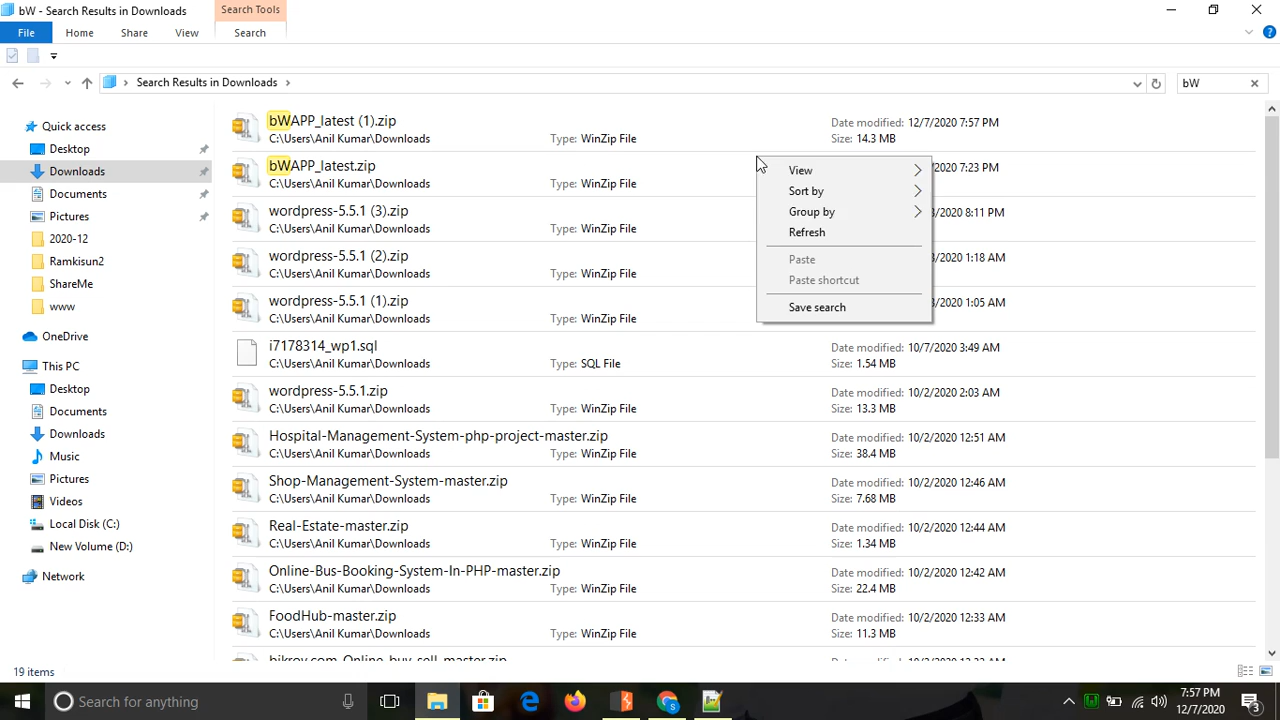 bW - Search Results in Downloads
Search Tools
File Home Share View Search
Search Results in Downloads
bW
Quick access
Desktop
Downloads
Documents
Pictures
2020-12
Ramkisun2
ShareMe
www
OneDrive
This PC
Desktop
Documents
Downloads
Music
Pictures
Videos
Local Disk (C:)
New Volume (D:)
Network
bWAPP_latest (1).zip Date modified: 12/7/2020 7:57 PM
C:\Users\Anil Kumar\Downloads Type: WinZip File Size: 14.3 MB
bWAPP_latest.zip 7:23 PM
C:\Users\Anil Kumar\Downloads Type: WinZip File
wordpress-5.5.1 (3).zip /2020 8:11 PM
C:\Users\Anil Kumar\Downloads Type: WinZip File
wordpress-5.5.1 (2).zip /2020 1:18 AM
C:\Users\Anil Kumar\Downloads Type: WinZip File
wordpress-5.5.1 (1).zip /2020 1:05 AM
C:\Users\Anil Kumar\Downloads Type: WinZip File
i7178314_wp1.sql Date modified: 10/7/2020 3:49 AM
C:\Users\Anil Kumar\Downloads Type: SQL File Size: 1.54 MB
wordpress-5.5.1.zip Date modified: 10/2/2020 2:03 AM
C:\Users\Anil Kumar\Downloads Type: WinZip File Size: 13.3 MB
Hospital-Management-System-php-project-master.zip Date modified: 10/2/2020 12:51 AM
C:\Users\Anil Kumar\Downloads Type: WinZip File Size: 38.4 MB
Shop-Management-System-master.zip Date modified: 10/2/2020 12:46 AM
C:\Users\Anil Kumar\Downloads Type: WinZip File Size: 7.68 MB
Real-Estate-master.zip Date modified: 10/2/2020 12:44 AM
C:\Users\Anil Kumar\Downloads Type: WinZip File Size: 1.34 MB
Online-Bus-Booking-System-In-PHP-master.zip Date modified: 10/2/2020 12:42 AM
C:\Users\Anil Kumar\Downloads Type: WinZip File Size: 22.4 MB
FoodHub-master.zip Date modified: 10/2/2020 12:33 AM
C:\Users\Anil Kumar\Downloads Type: WinZip File Size: 11.3 MB
View
Sort by
Group by
Refresh
Paste
Paste shortcut
Save search
19 items
Search for anything
7:57 PM
12/7/2020
3